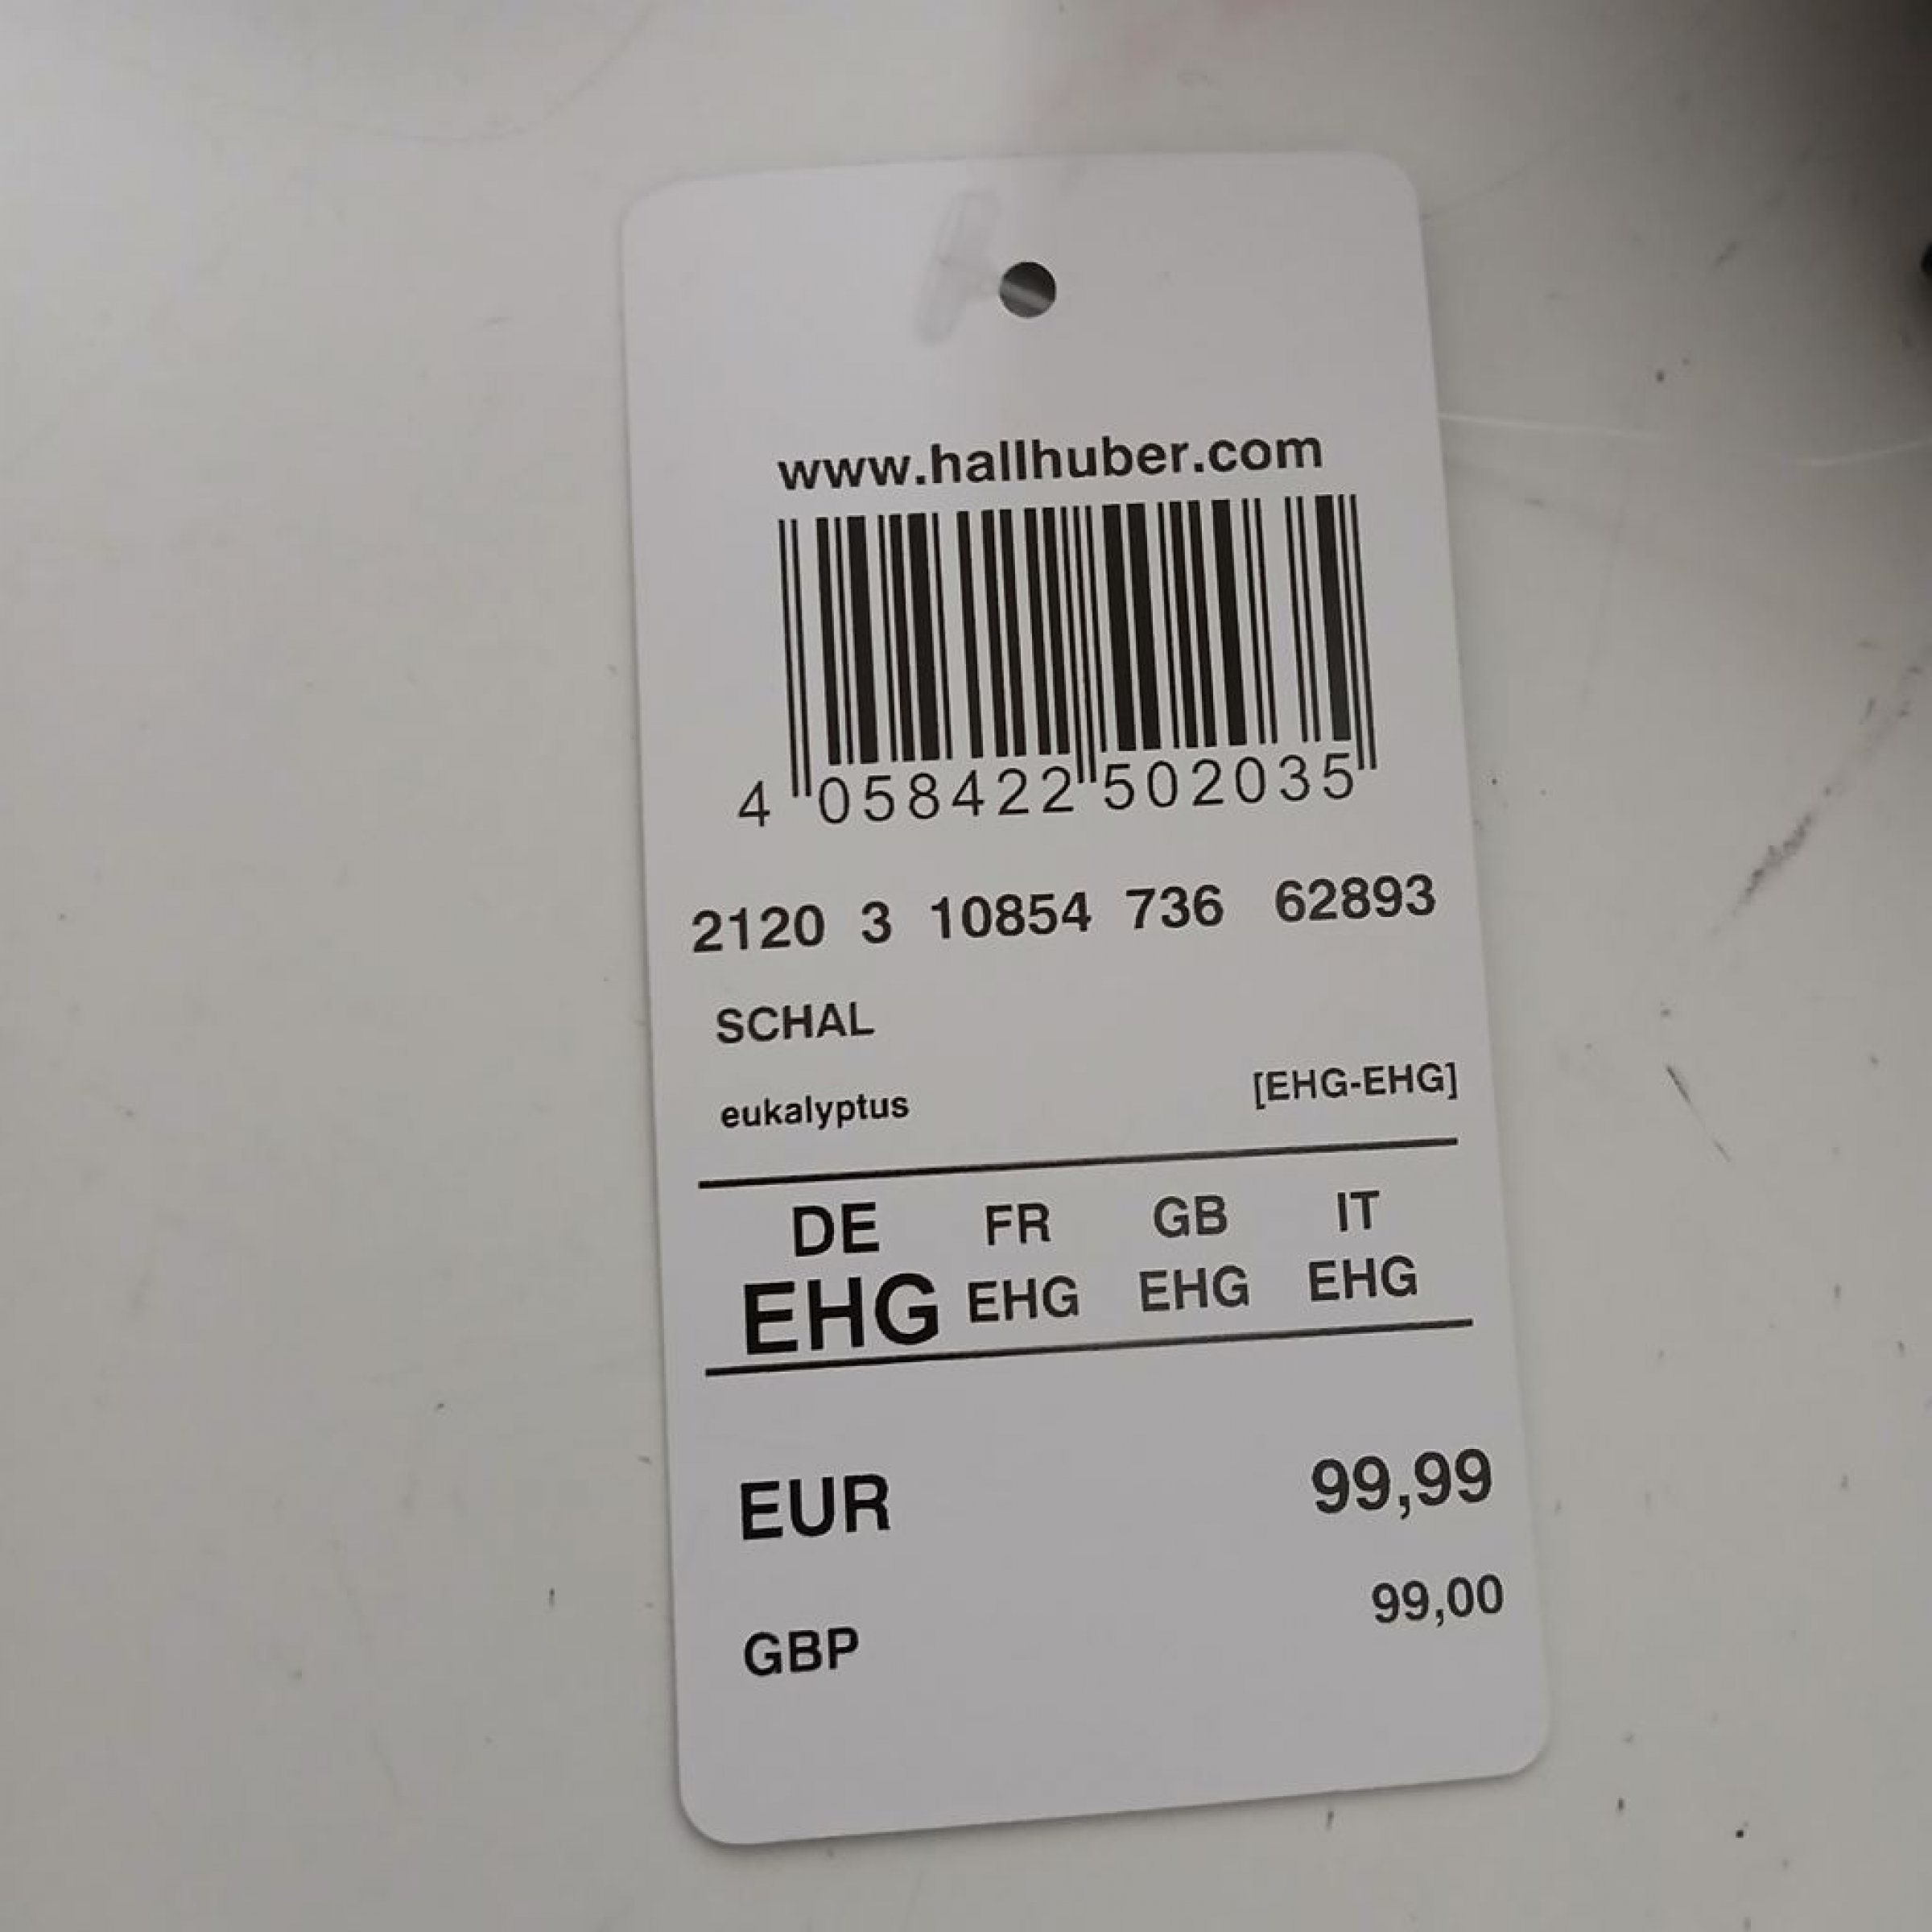 www.hallhuber.com
4 058422 502035
2120 3 10854 736 62893
SCHAL
eukalyptus [EHG-EHG]
DE FR GB IT
EHG EHG EHG EHG
EUR 99,99
GBP 99,00